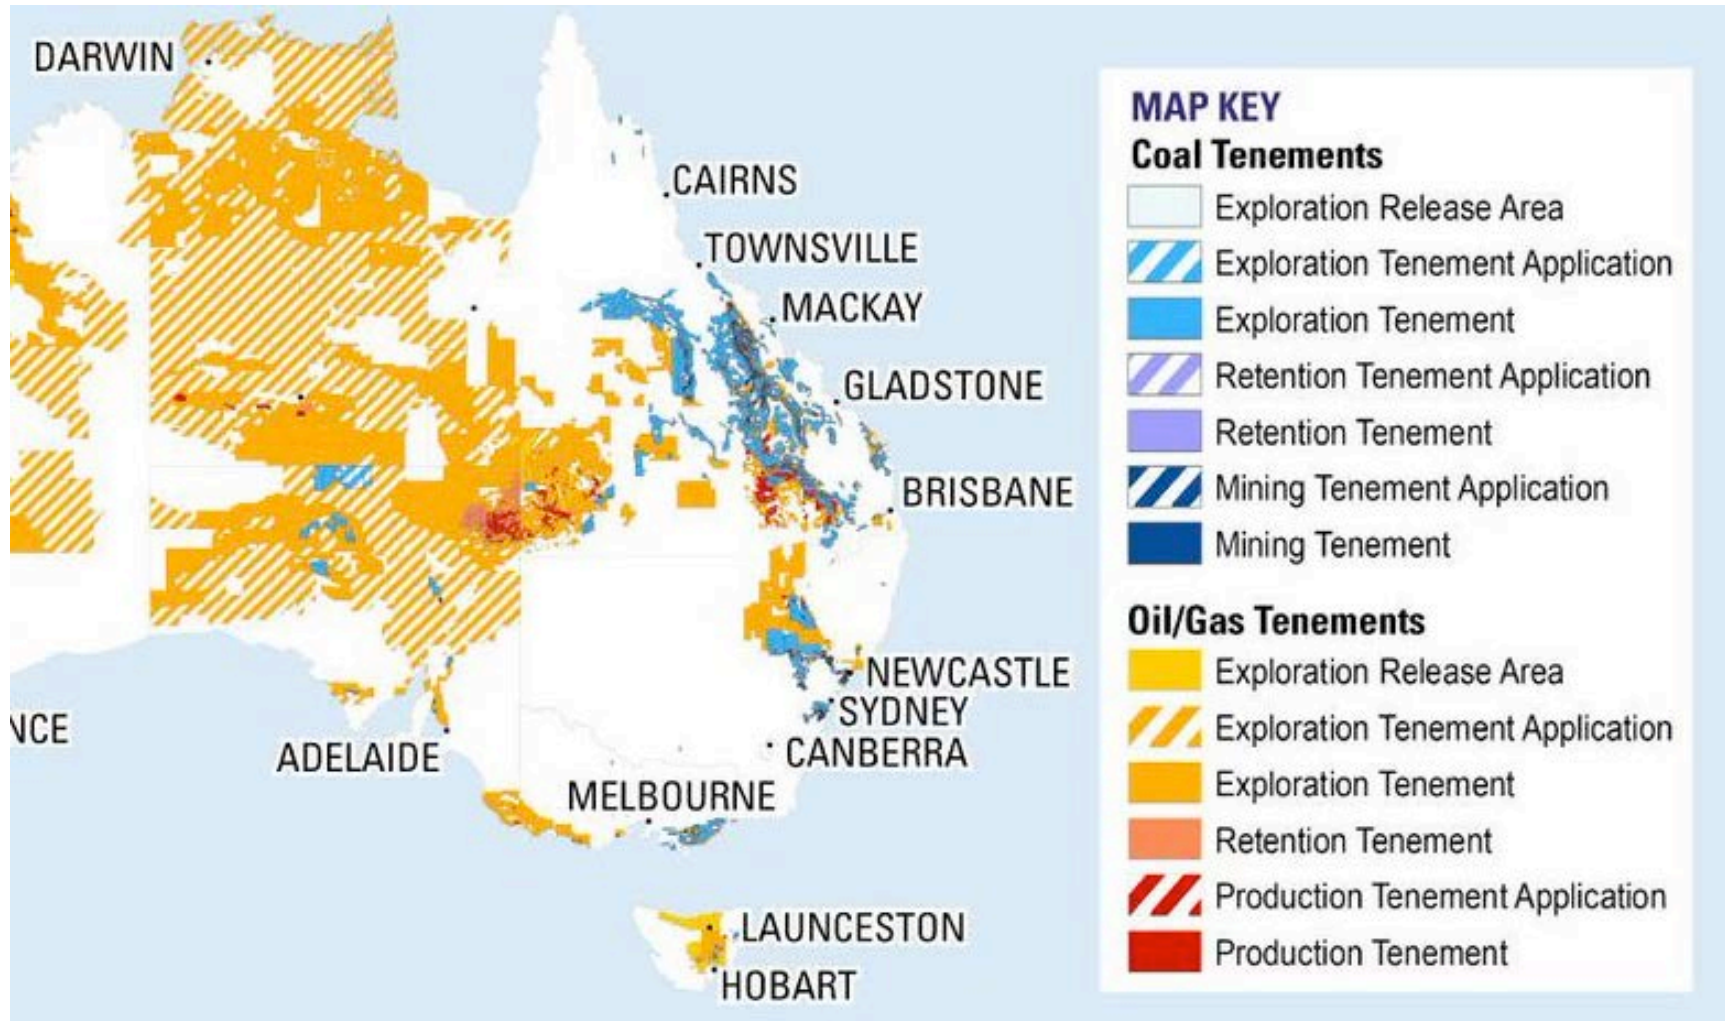 DARWIN
CAIRNS
TOWNSVILLE
MACKAY
GLADSTONE
BRISBANE
NEWCASTLE
SYDNEY
NCE
ADELAIDE
CANBERRA
MELBOURNE
LAUNCESTON
HOBART
MAP KEY
Coal Tenements
Exploration Release Area
Exploration Tenement Application
Exploration Tenement
Retention Tenement Application
Retention Tenement
Mining Tenement Application
Mining Tenement
Oil/Gas Tenements
Exploration Release Area
Exploration Tenement Application
Exploration Tenement
Retention Tenement
Production Tenement Application
Production Tenement